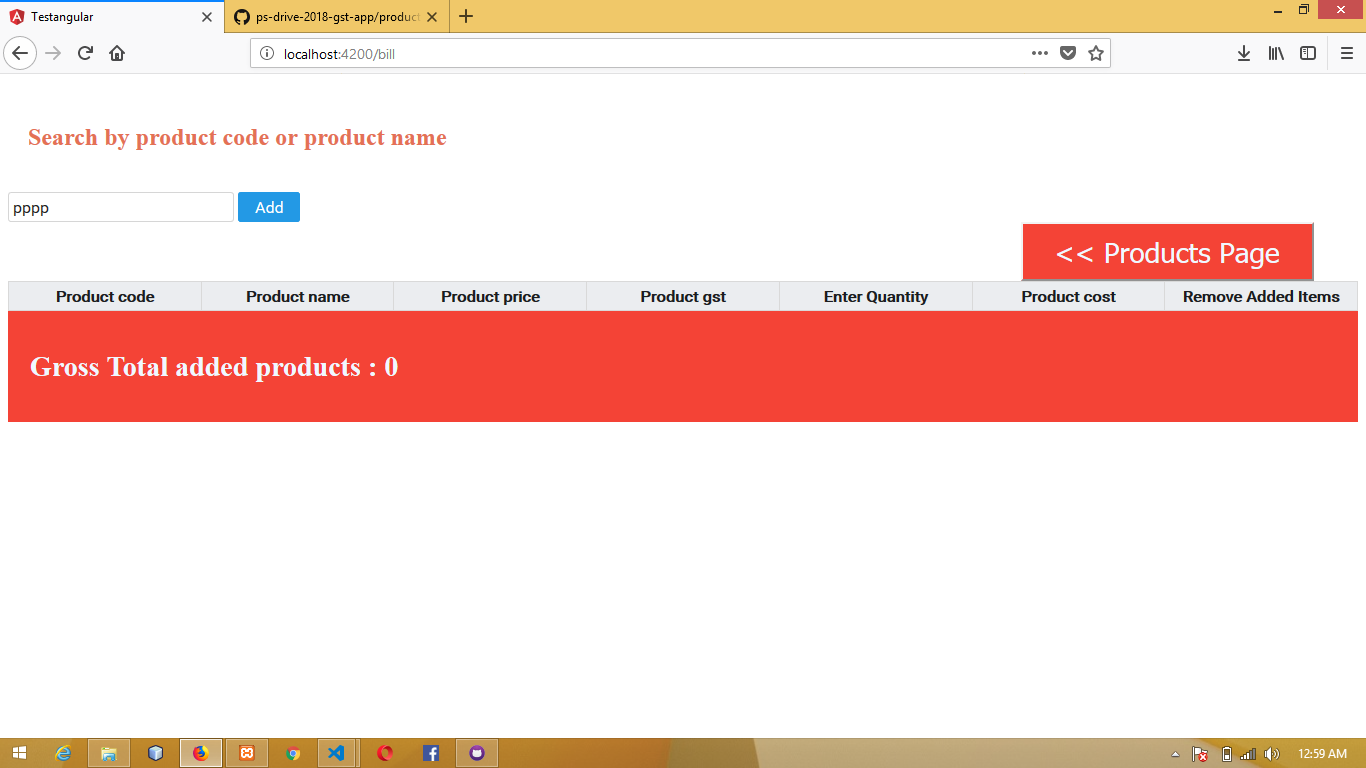 Testangular
ps-drive-2018-gst-app/product
localhost:4200/bill
Search by product code or product name
pppp Add
<< Products Page
Product code Product name Product price Product gst Enter Quantity Product cost Remove Added Items
Gross Total added products : 0
12:59 AM